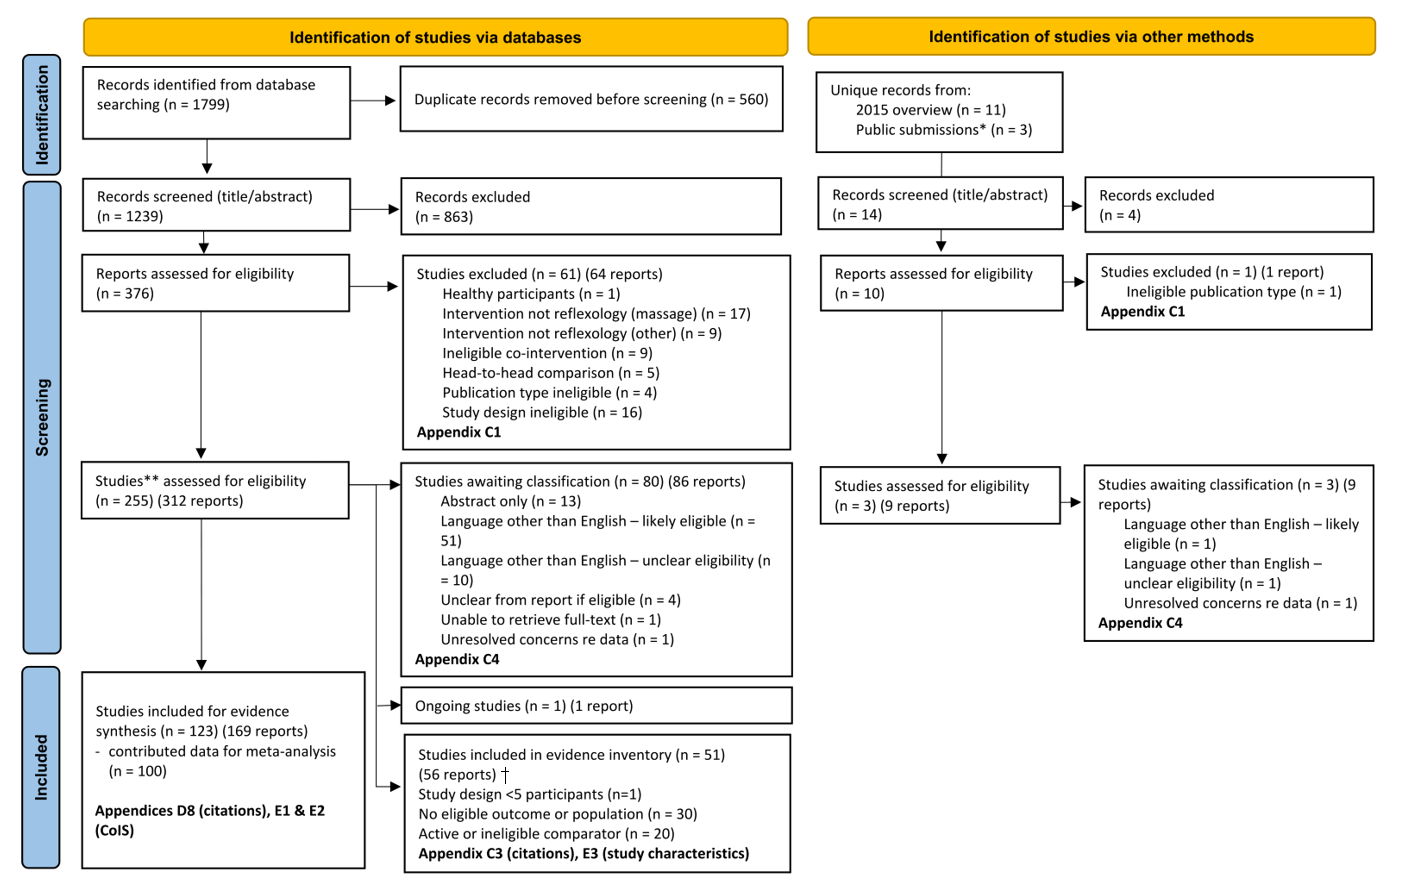 Identification of studies via databases
Identification of studies via other methods
Identification
Records identified from database
searching (n = 1799)
Duplicate records removed before screening (n = 560)
Unique records from:
2015 overview (n = 11)
Public submissions* (n = 3)
Screening
Records screened (title/abstract)
(n = 1239)
Records excluded
(n = 863)
Records screened (title/abstract)
(n = 14)
Records excluded
(n = 4)
Reports assessed for eligibility
(n = 376)
Studies excluded (n = 61) (64 reports)
Healthy participants (n = 1)
Intervention not reflexology (massage) (n = 17)
Intervention not reflexology (other) (n = 9)
Ineligible co-intervention (n = 9)
Head-to-head comparison (n = 5)
Publication type ineligible (n = 4)
Study design ineligible (n = 16)
Appendix C1
Reports assessed for eligibility
(n = 10)
Studies excluded (n = 1) (1 report)
Ineligible publication type (n = 1)
Appendix C1
Studies** assessed for eligibility
(n = 255) (312 reports)
Studies awaiting classification (n = 80) (86 reports)
Abstract only (n = 13)
Language other than English – likely eligible (n =
51)
Language other than English – unclear eligibility (n
= 10)
Unclear from report if eligible (n = 4)
Unable to retrieve full-text (n = 1)
Unresolved concerns re data (n = 1)
Appendix C4
Studies assessed for eligibility
(n = 3) (9 reports)
Studies awaiting classification (n = 3) (9
reports)
Language other than English – likely
eligible (n = 1)
Language other than English –
unclear eligibility (n = 1)
Unresolved concerns re data (n = 1)
Appendix C4
Included
Studies included for evidence
synthesis (n = 123) (169 reports)
- contributed data for meta-analysis
(n = 100)
Appendices D8 (citations), E1 & E2
(CoIS)
Ongoing studies (n = 1) (1 report)
Studies included in evidence inventory (n = 51)
(56 reports) †
Study design <5 participants (n=1)
No eligible outcome or population (n = 30)
Active or ineligible comparator (n = 20)
Appendix C3 (citations), E3 (study characteristics)